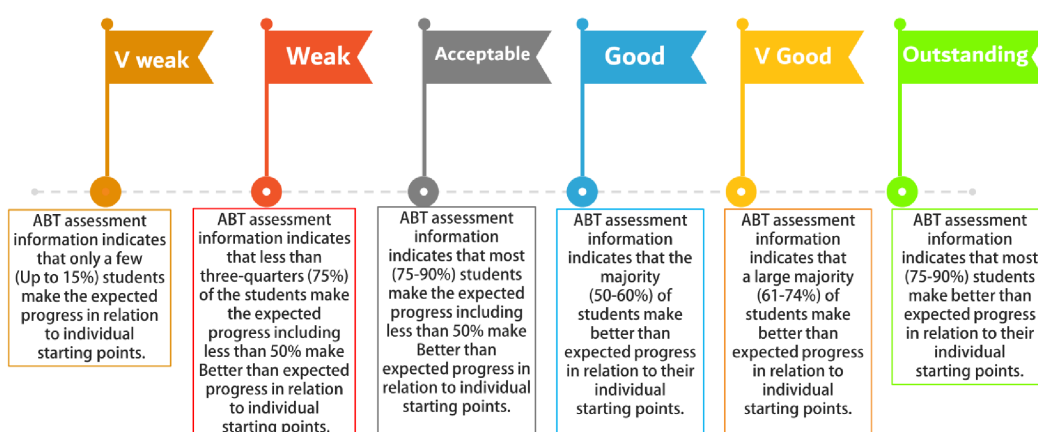 V weak
Weak
Acceptable
Good
V Good
Outstanding
ABT assessment
information indicates
that only a few
(Up to 15%) students
make the expected
progress in relation
to individual
starting points.
ABT assessment
information indicates
that less than
three-quarters (75%)
of the students make
the expected
progress including
less than 50% make
Better than expected
progress in relation
to individual
starting points.
ABT assessment
information
indicates that most
(75-90%) students
make the expected
progress including
less than 50% make
Better than
expected progress in
relation to individual
starting points.
ABT assessment
information
indicates that the
majority
(50-60%) of
students make
better than
expected progress
in relation to their
individual
starting points.
ABT assessment
information
indicates that
a large majority
(61-74%) of
students make
better than
expected progress
in relation to
individual
starting points.
ABT assessment
information
indicates that most
(75-90%) students
make better than
expected progress
in relation to their
individual
starting points.